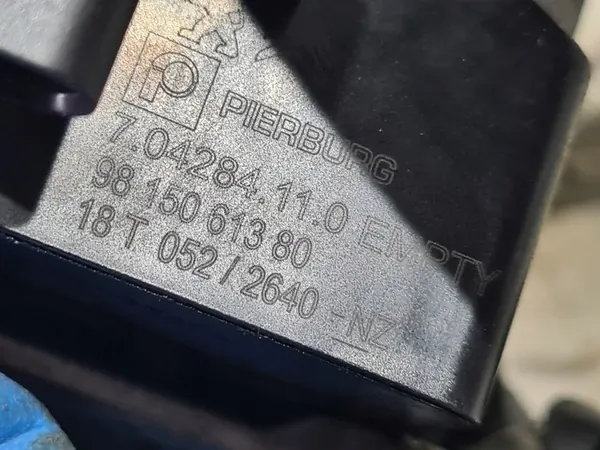 PIERBURG
7.04284.11.0 EMPTY
98 150 613 80
18 T 052 / 2640 -NZ